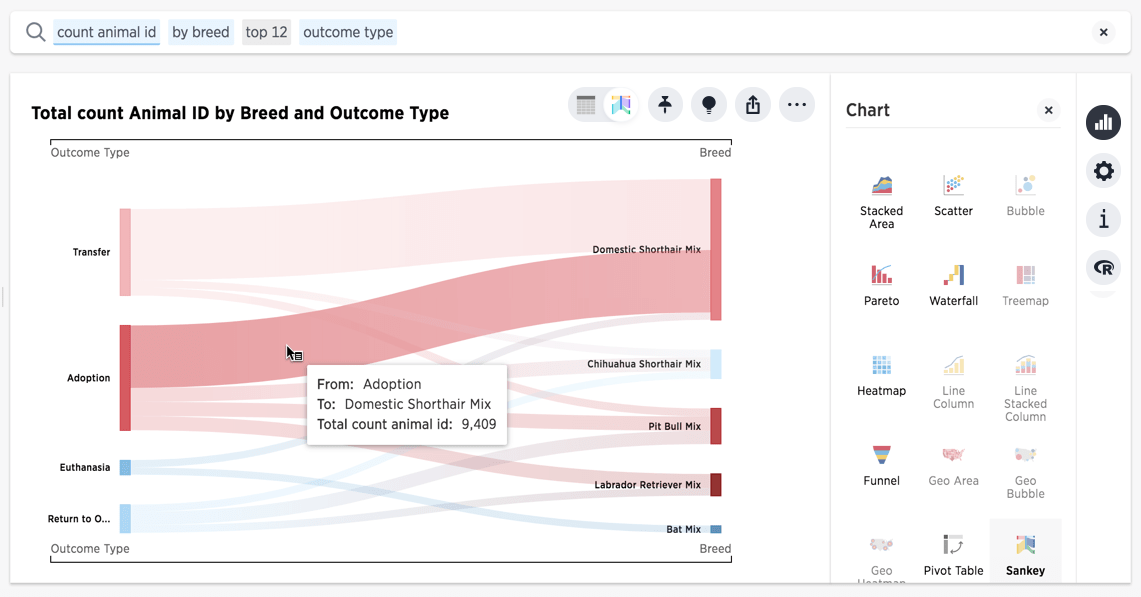 count animal id by breed top 12 outcome type
Total count Animal ID by Breed and Outcome Type
Outcome Type Breed
Transfer
Adoption
Euthanasia
Return to O...
Domestic Shorthair Mix
Chihuahua Shorthair Mix
Pit Bull Mix
Labrador Retriever Mix
Bat Mix
From: Adoption
To: Domestic Shorthair Mix
Total count animal id: 9,409
Outcome Type Breed
Chart
Stacked
Area
Scatter
Bubble
Pareto
Waterfall
Treemap
Heatmap
Line
Column
Line
Stacked
Column
Funnel
Geo Area
Geo
Bubble
Geo
Heatmap
Pivot Table
Sankey
i
R